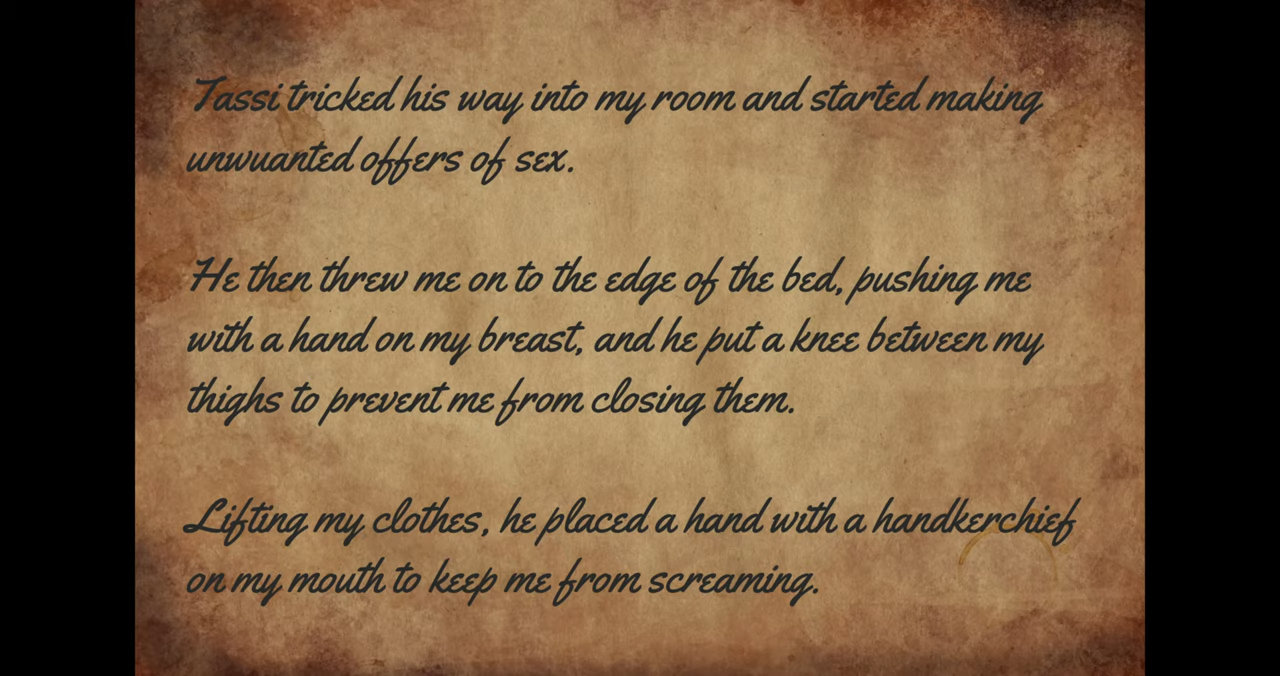 Tassi tricked his way into my room and started making
unwuanted offers of sex.
He then threw me on to the edge of the bed, pushing me
with a hand on my breast, and he put a knee between my
thighs to prevent me from closing them.
Lifting my clothes, he placed a hand with a handkerchief
on my mouth to keep me from screaming.